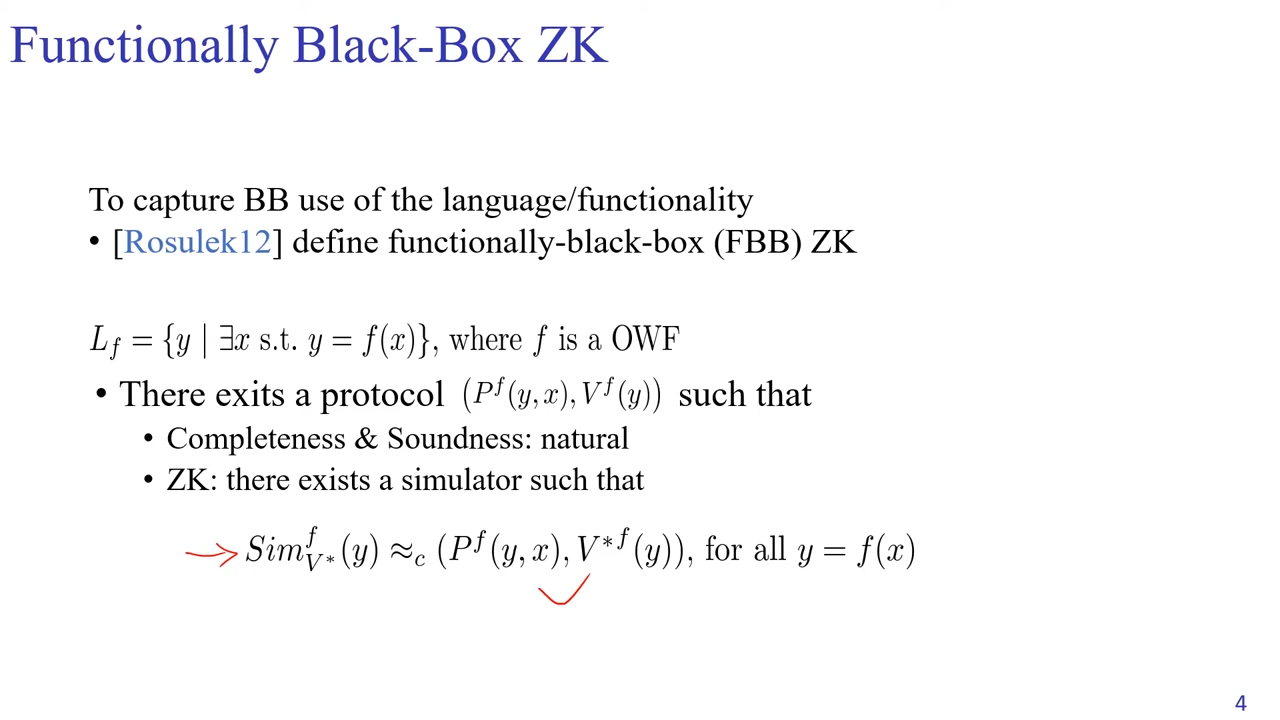 Functionally Black-Box ZK
To capture BB use of the language/functionality
• [Rosulek12] define functionally-black-box (FBB) ZK
L_f = {y | ∃x s.t. y = f(x)}, where f is a OWF
• There exits a protocol (P^f(y, x), V^f(y)) such that
• Completeness & Soundness: natural
• ZK: there exists a simulator such that
Sim^f_{V*}(y) ≈_c (P^f(y, x), V*^f(y)), for all y = f(x)
4